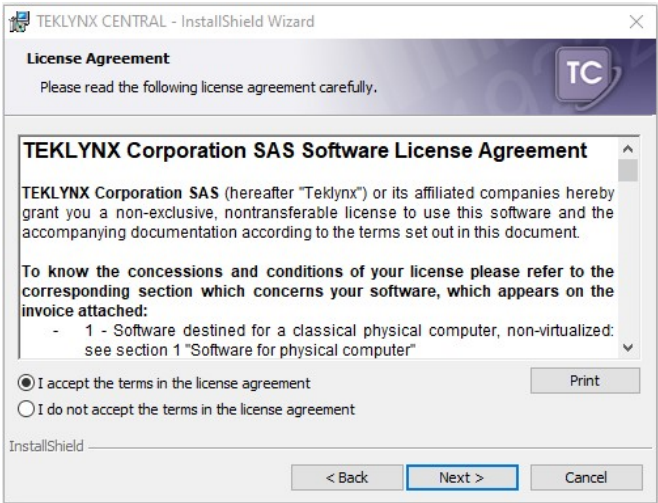 TEKLYNX CENTRAL - InstallShield Wizard
License Agreement
Please read the following license agreement carefully.
TC
TEKLYNX Corporation SAS Software License Agreement
TEKLYNX Corporation SAS (hereafter "Teklynx") or its affiliated companies hereby
grant you a non-exclusive, nontransferable license to use this software and the
accompanying documentation according to the terms set out in this document.
To know the concessions and conditions of your license please refer to the
corresponding section which concerns your software, which appears on the
invoice attached:
- 1 - Software destined for a classical physical computer, non-virtualized:
see section 1 "Software for physical computer"
I accept the terms in the license agreement
Print
I do not accept the terms in the license agreement
InstallShield
< Back
Next >
Cancel